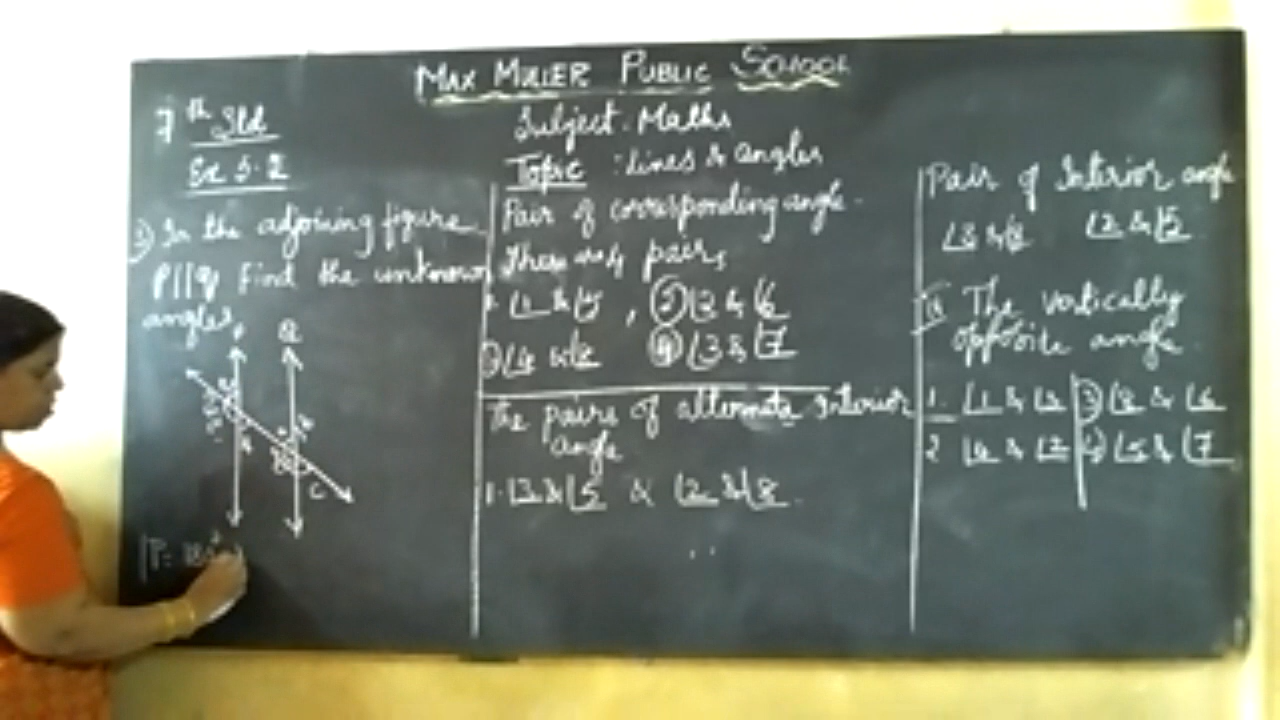 MAX MULLER PUBLIC SCHOOL
7th Std
Ex 5.2
Subject. Maths
Topic : Lines & angles
3) In the adjoining figure
P||q find the unknown
angles,
Q
C
Pair of corresponding angle.
There are 4 pairs,
1. ∠1 & ∠5 , ② ∠2 & ∠6
③ ∠4 & ∠8 ④ ∠3 & ∠7
The pairs of alternate Interior
angle
1. ∠3 & ∠5 & ∠2 & ∠8.
Pair of Interior angle
∠3 & ∠8 ∠2 & ∠5
The vertically
opposite angle.
1. ∠1 & ∠3 3) ∠8 & ∠6
2 ∠4 & ∠2 4) ∠5 & ∠7